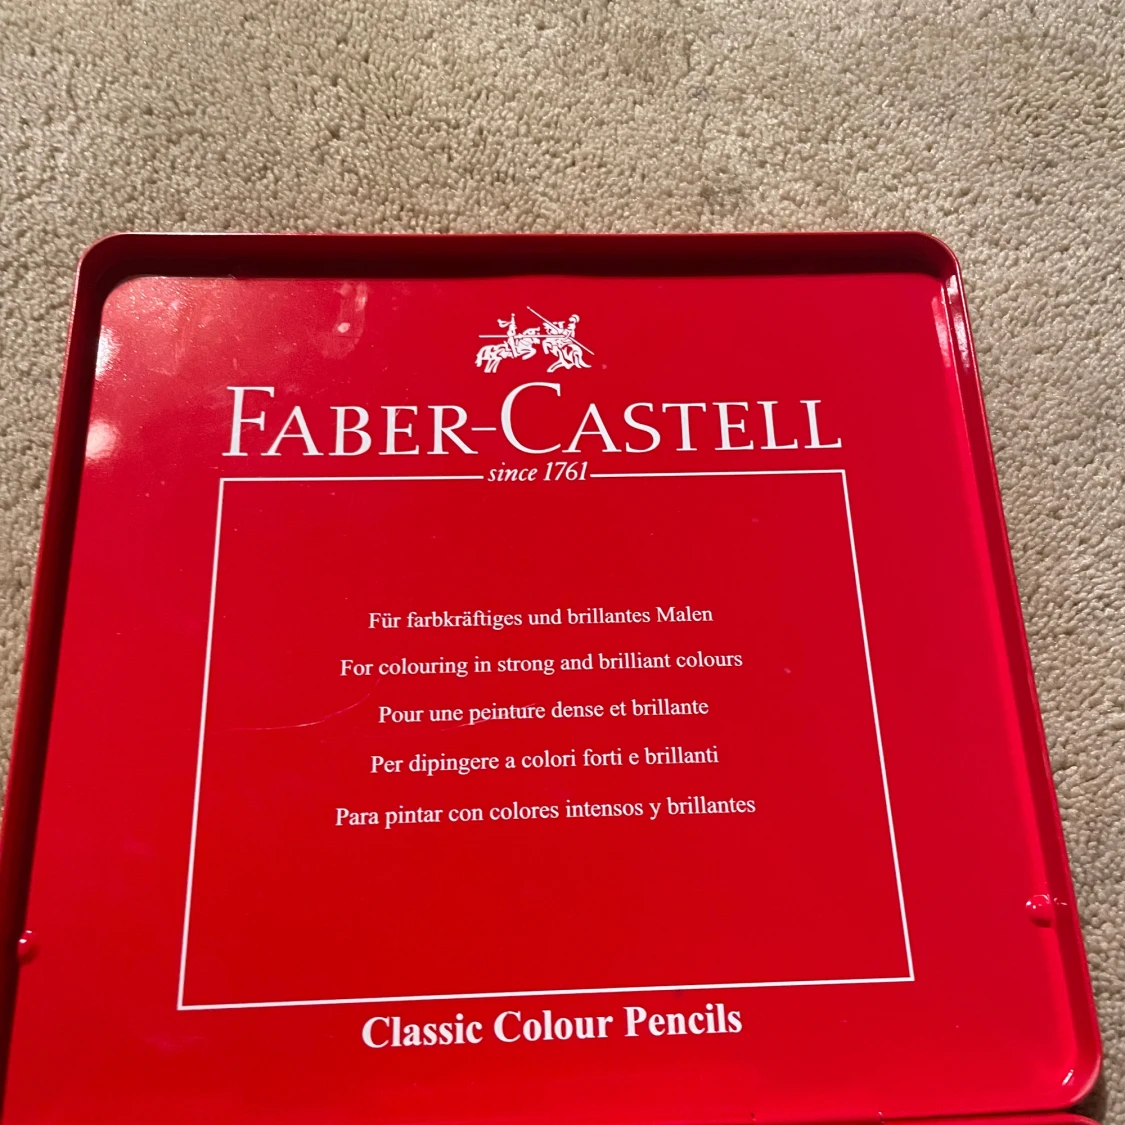 FABER-CASTELL
since 1761
Für farbkräftiges und brillantes Malen
For colouring in strong and brilliant colours
Pour une peinture dense et brillante
Per dipingere a colori forti e brillanti
Para pintar con colores intensos y brillantes
Classic Colour Pencils